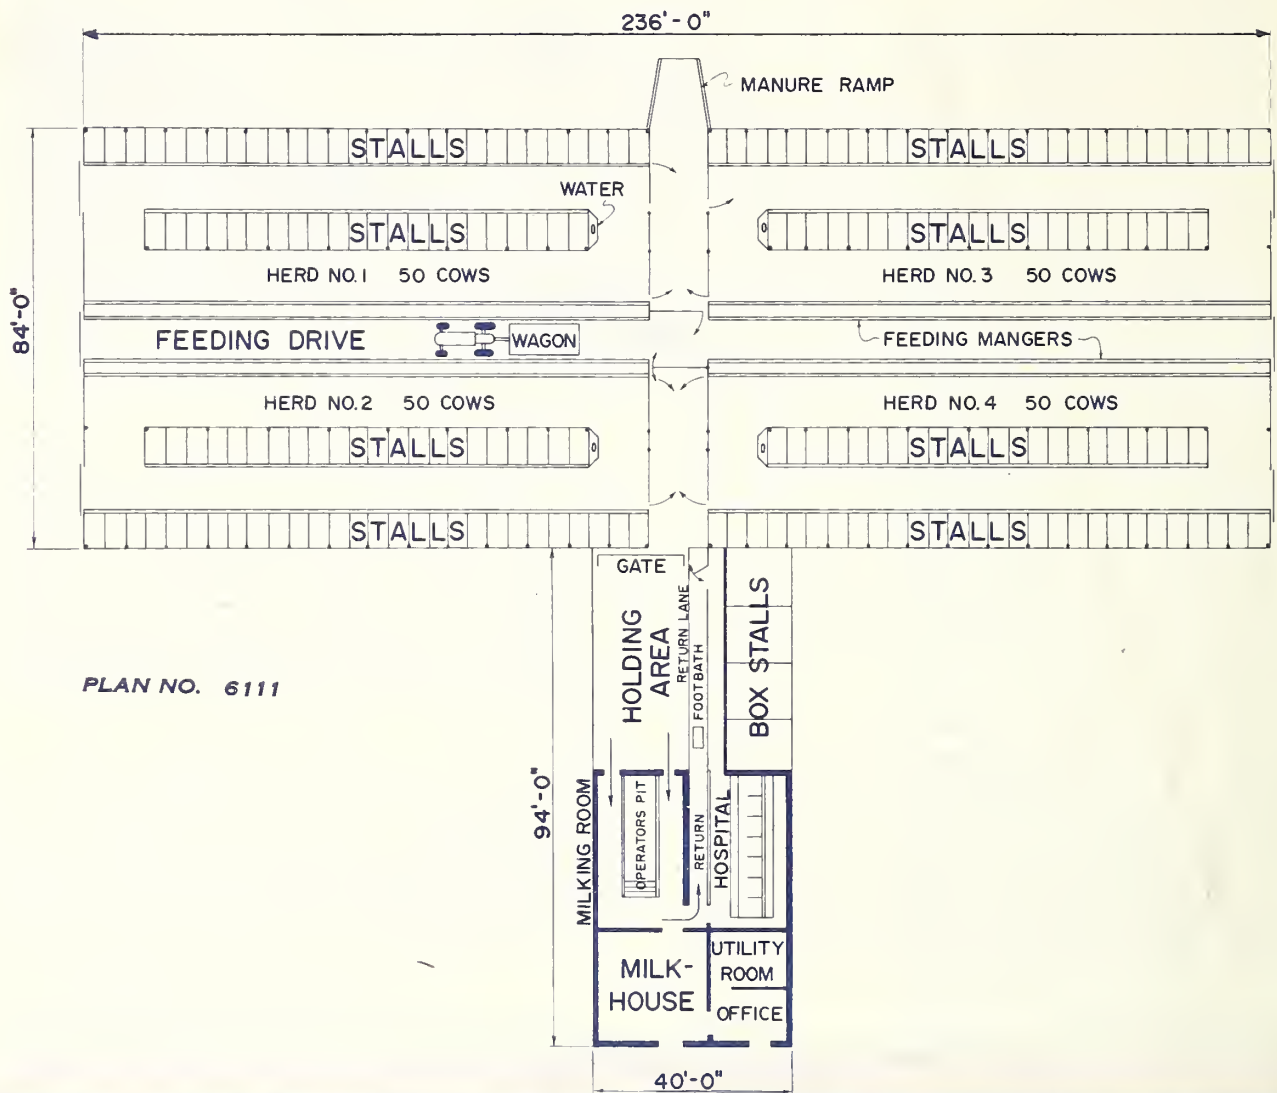 236'-0"
MANURE RAMP
STALLS
STALLS
WATER
STALLS
STALLS
HERD NO.1 50 COWS
HERD NO.3 50 COWS
84'-0"
FEEDING DRIVE
WAGON
FEEDING MANGERS
HERD NO.2 50 COWS
HERD NO.4 50 COWS
STALLS
STALLS
STALLS
STALLS
GATE
HOLDING
AREA
RETURN LANE
FOOTBATH
BOX STALLS
PLAN NO. 6111
94'-0"
MILKING ROOM
OPERATORS PIT
RETURN
HOSPITAL
MILK-
HOUSE
UTILITY
ROOM
OFFICE
40'-0"